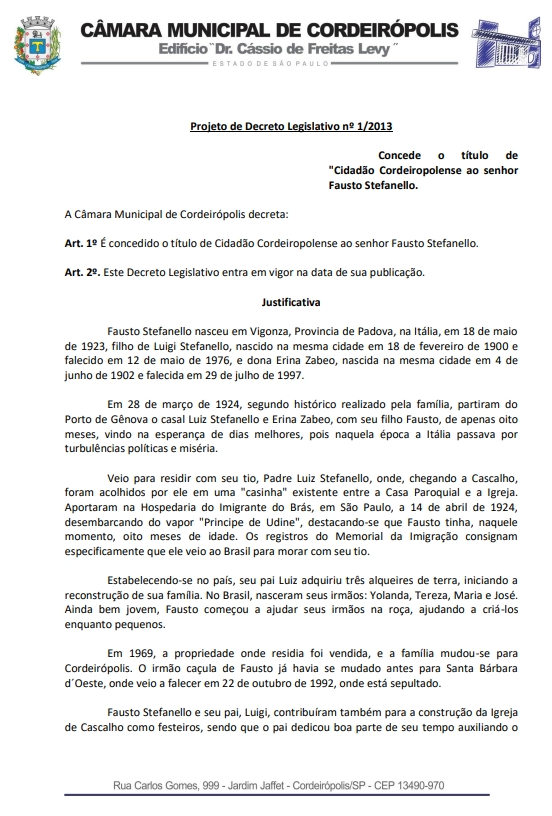 CÂMARA MUNICIPAL DE CORDEIRÓPOLIS
Edifício ¨Dr. Cássio de Freitas Levy ¨
ESTADO DE SÃO PAULO
Projeto de Decreto Legislativo nº 1/2013
Concede o título de
"Cidadão Cordeiropolense ao senhor
Fausto Stefanello.
A Câmara Municipal de Cordeirópolis decreta:
Art. 1º É concedido o título de Cidadão Cordeiropolense ao senhor Fausto Stefanello.
Art. 2º. Este Decreto Legislativo entra em vigor na data de sua publicação.
Justificativa
Fausto Stefanello nasceu em Vigonza, Provincia de Padova, na Itália, em 18 de maio
de 1923, filho de Luigi Stefanello, nascido na mesma cidade em 18 de fevereiro de 1900 e
falecido em 12 de maio de 1976, e dona Erina Zabeo, nascida na mesma cidade em 4 de
junho de 1902 e falecida em 29 de julho de 1997.
Em 28 de março de 1924, segundo histórico realizado pela família, partiram do
Porto de Gênova o casal Luiz Stefanello e Erina Zabeo, com seu filho Fausto, de apenas oito
meses, vindo na esperança de dias melhores, pois naquela época a Itália passava por
turbulências políticas e miséria.
Veio para residir com seu tio, Padre Luiz Stefanello, onde, chegando a Cascalho,
foram acolhidos por ele em uma "casinha" existente entre a Casa Paroquial e a Igreja.
Aportaram na Hospedaria do Imigrante do Brás, em São Paulo, a 14 de abril de 1924,
desembarcando do vapor "Principe de Udine", destacando-se que Fausto tinha, naquele
momento, oito meses de idade. Os registros do Memorial da Imigração consignam
especificamente que ele veio ao Brasil para morar com seu tio.
Estabelecendo-se no país, seu pai Luiz adquiriu três alqueires de terra, iniciando a
reconstrução de sua família. No Brasil, nasceram seus irmãos: Yolanda, Tereza, Maria e José.
Ainda bem jovem, Fausto começou a ajudar seus irmãos na roça, ajudando a criá-los
enquanto pequenos.
Em 1969, a propriedade onde residia foi vendida, e a família mudou-se para
Cordeirópolis. O irmão caçula de Fausto já havia se mudado antes para Santa Bárbara
d´Oeste, onde veio a falecer em 22 de outubro de 1992, onde está sepultado.
Fausto Stefanello e seu pai, Luigi, contribuíram também para a construção da Igreja
de Cascalho como festeiros, sendo que o pai dedicou boa parte de seu tempo auxiliando o
Rua Carlos Gomes, 999 - Jardim Jaffet - Cordeirópolis/SP - CEP 13490-970